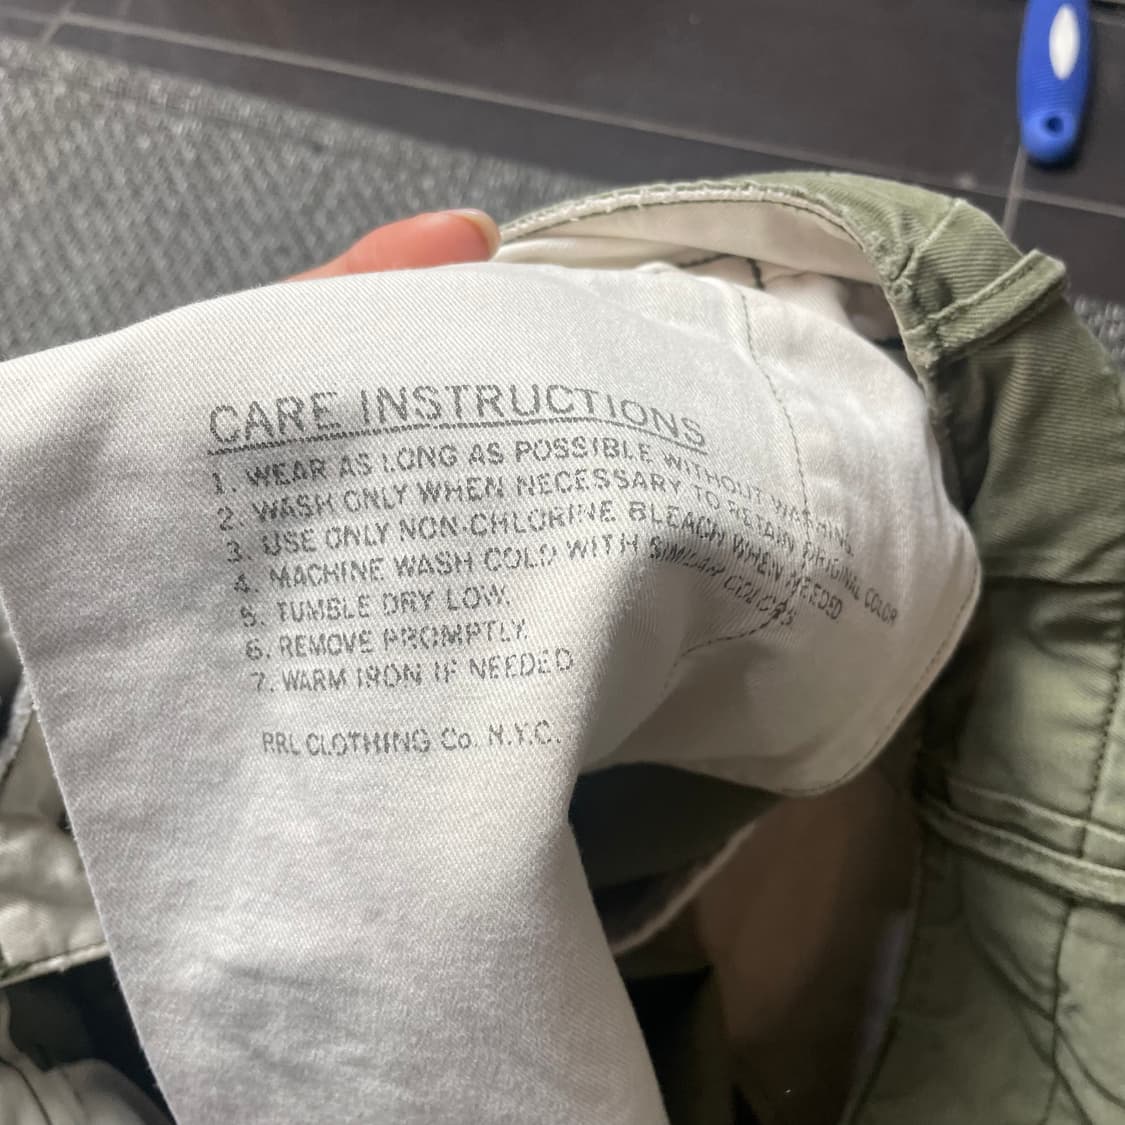 CARE INSTRUCTIONS
1. WEAR AS LONG AS POSSIBLE WITHOUT WASHING.
2. WASH ONLY WHEN NECESSARY TO RETAIN ORIGINAL COLOR
3. USE ONLY NON-CHLORINE BLEACH WHEN NEEDED
4. MACHINE WASH COLD WITH SIMILAR COLORS.
5. TUMBLE DRY LOW.
6. REMOVE PROMPTLY.
7. WARM IRON IF NEEDED
RRL CLOTHING Co. N.Y.C.